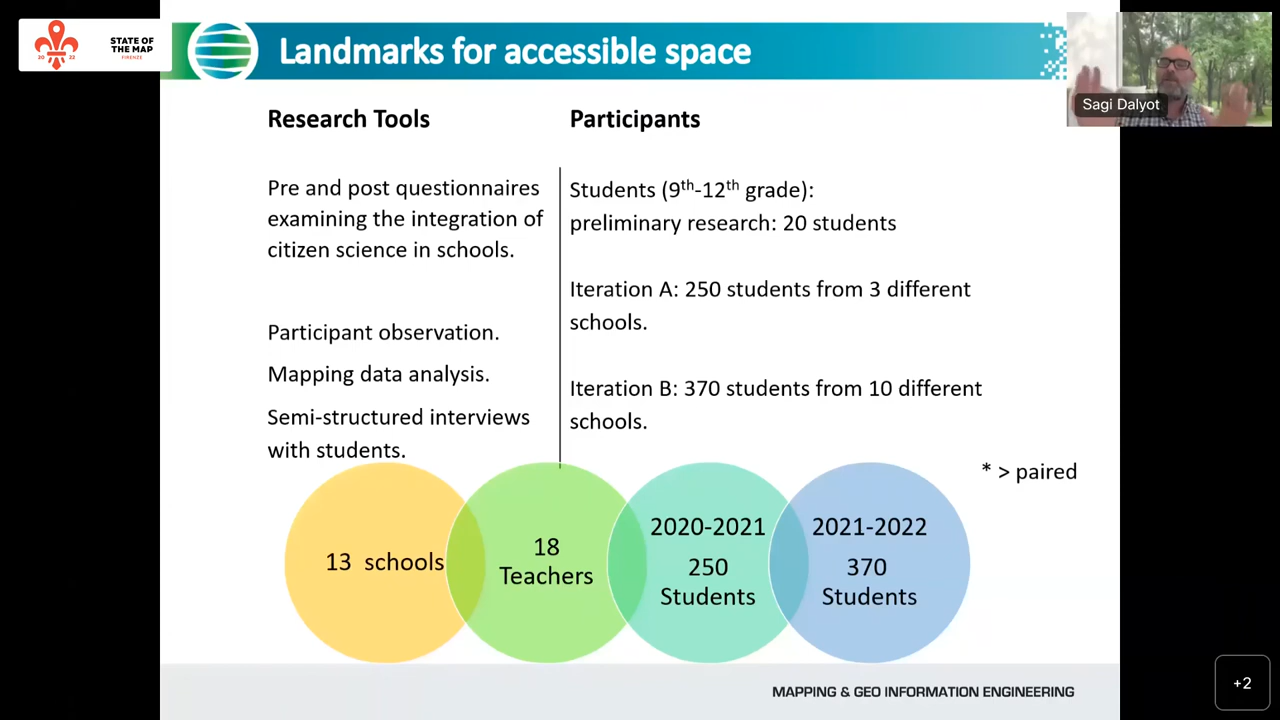 STATE OF
THE MAP
FIRENZE
20 22
Landmarks for accessible space
Sagi Dalyot
Research Tools
Pre and post questionnaires
examining the integration of
citizen science in schools.
Participant observation.
Mapping data analysis.
Semi-structured interviews
with students.
Participants
Students (9th-12th grade):
preliminary research: 20 students
Iteration A: 250 students from 3 different
schools.
Iteration B: 370 students from 10 different
schools.
* > paired
13 schools
18
Teachers
2020-2021
250
Students
2021-2022
370
Students
MAPPING & GEO INFORMATION ENGINEERING
+2